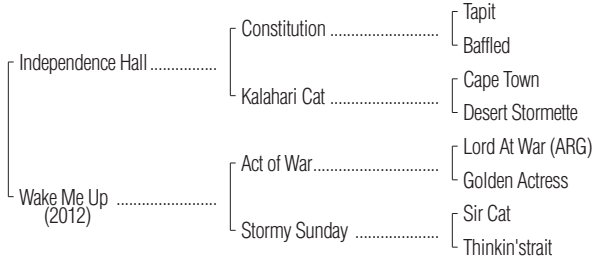 Tapit
Constitution ..........................
Baffled
Independence Hall ................
Cape Town
Kalahari Cat ..........................
Desert Stormette
Lord At War (ARG)
Act of War..............................
Golden Actress
Wake Me Up ........................
(2012)
Sir Cat
Stormy Sunday ....................
Thinkin'strait